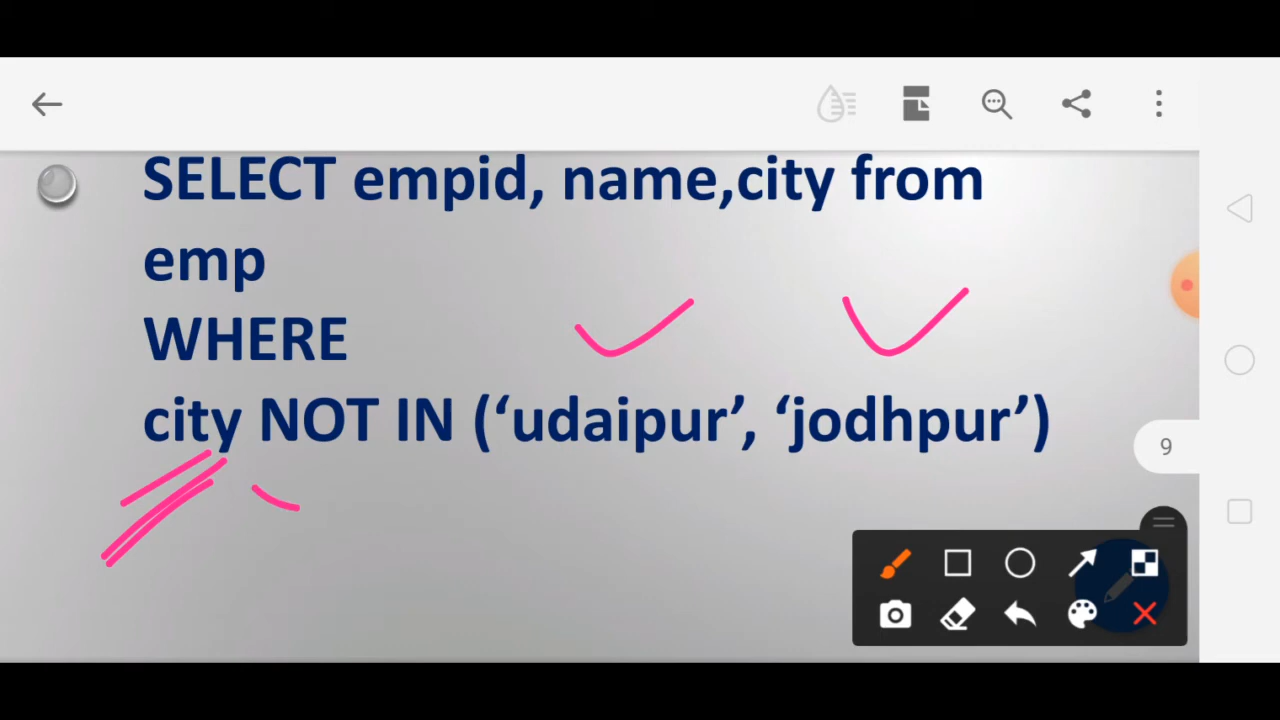 SELECT empid, name,city from
emp
WHERE
city NOT IN (‘udaipur’, ‘jodhpur’)
9